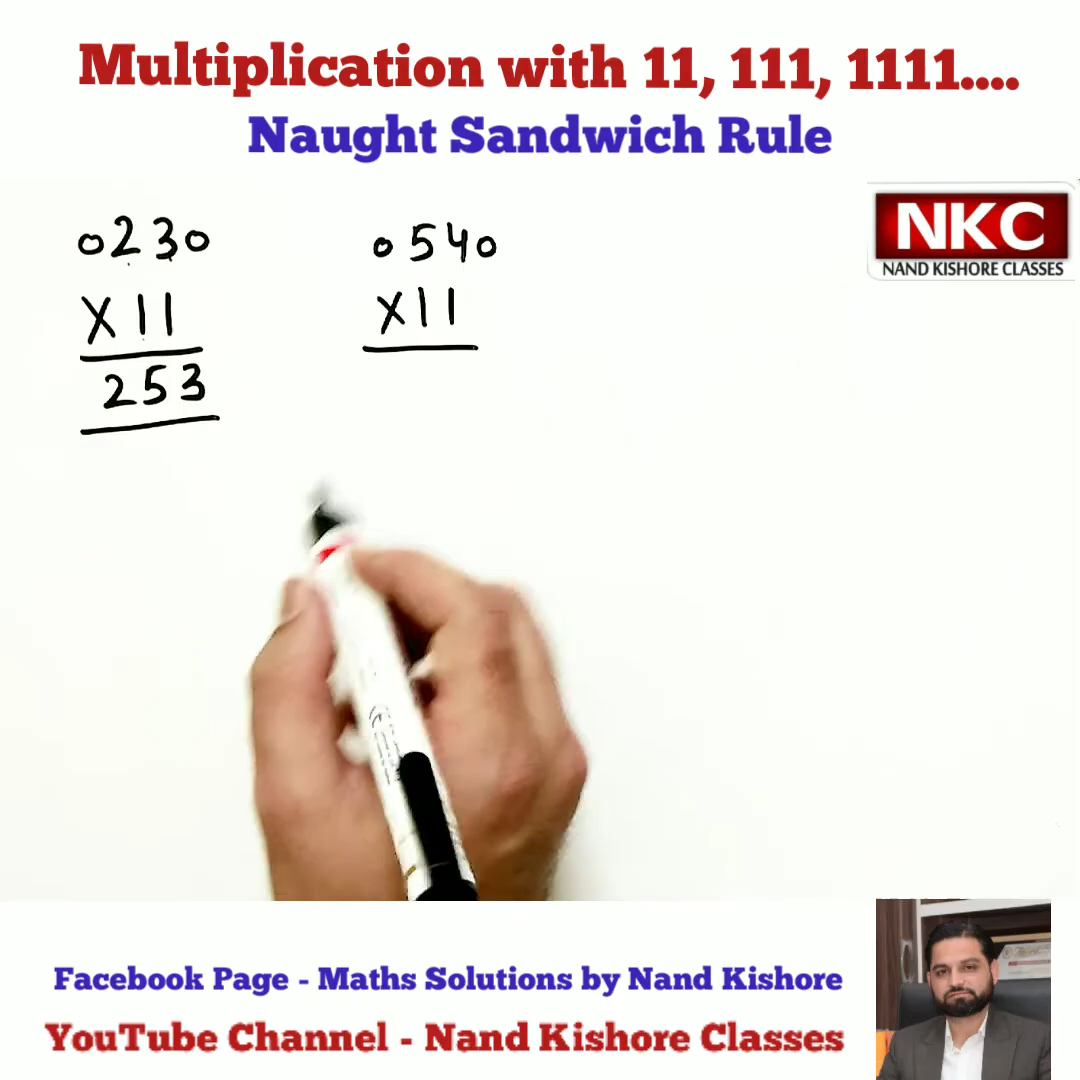 Multiplication with 11, 111, 1111....
Naught Sandwich Rule
NKC
NAND KISHORE CLASSES
0230
X11
253
0540
X11
Facebook Page - Maths Solutions by Nand Kishore
YouTube Channel - Nand Kishore Classes